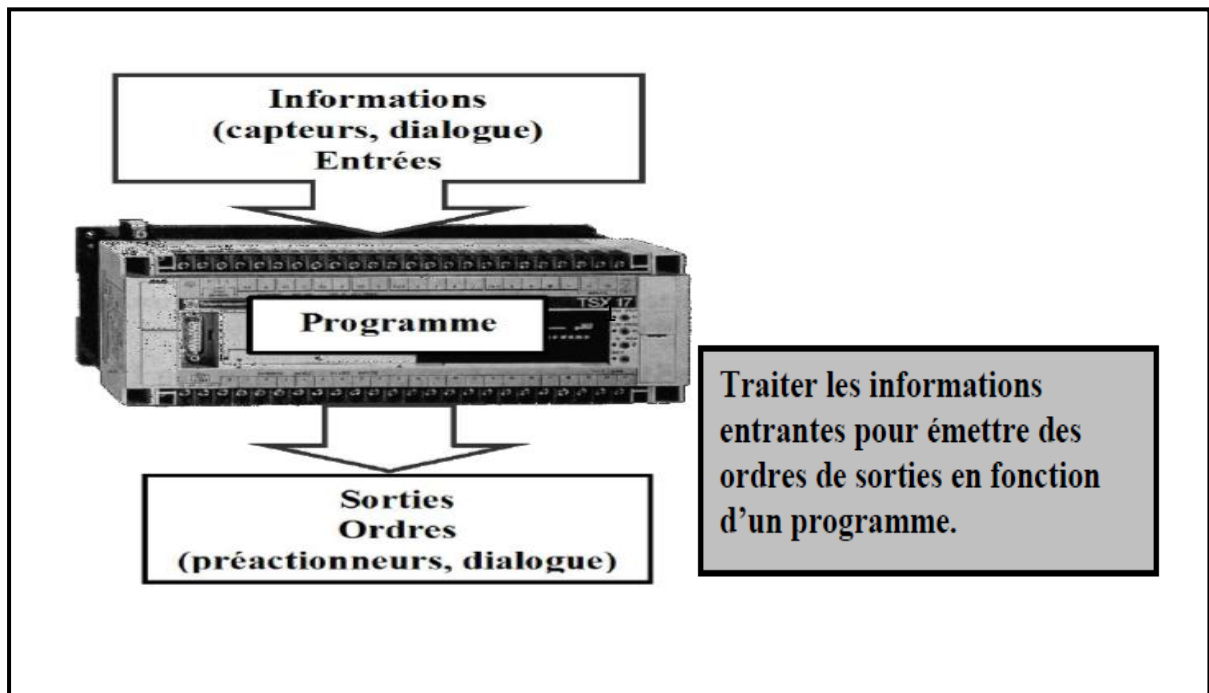 Informations
(capteurs, dialogue)
Entrées
TSX 17
Programme
Sorties
Ordres
(préactionneurs, dialogue)
Traiter les informations
entrantes pour émettre des
ordres de sorties en fonction
d'un programme.